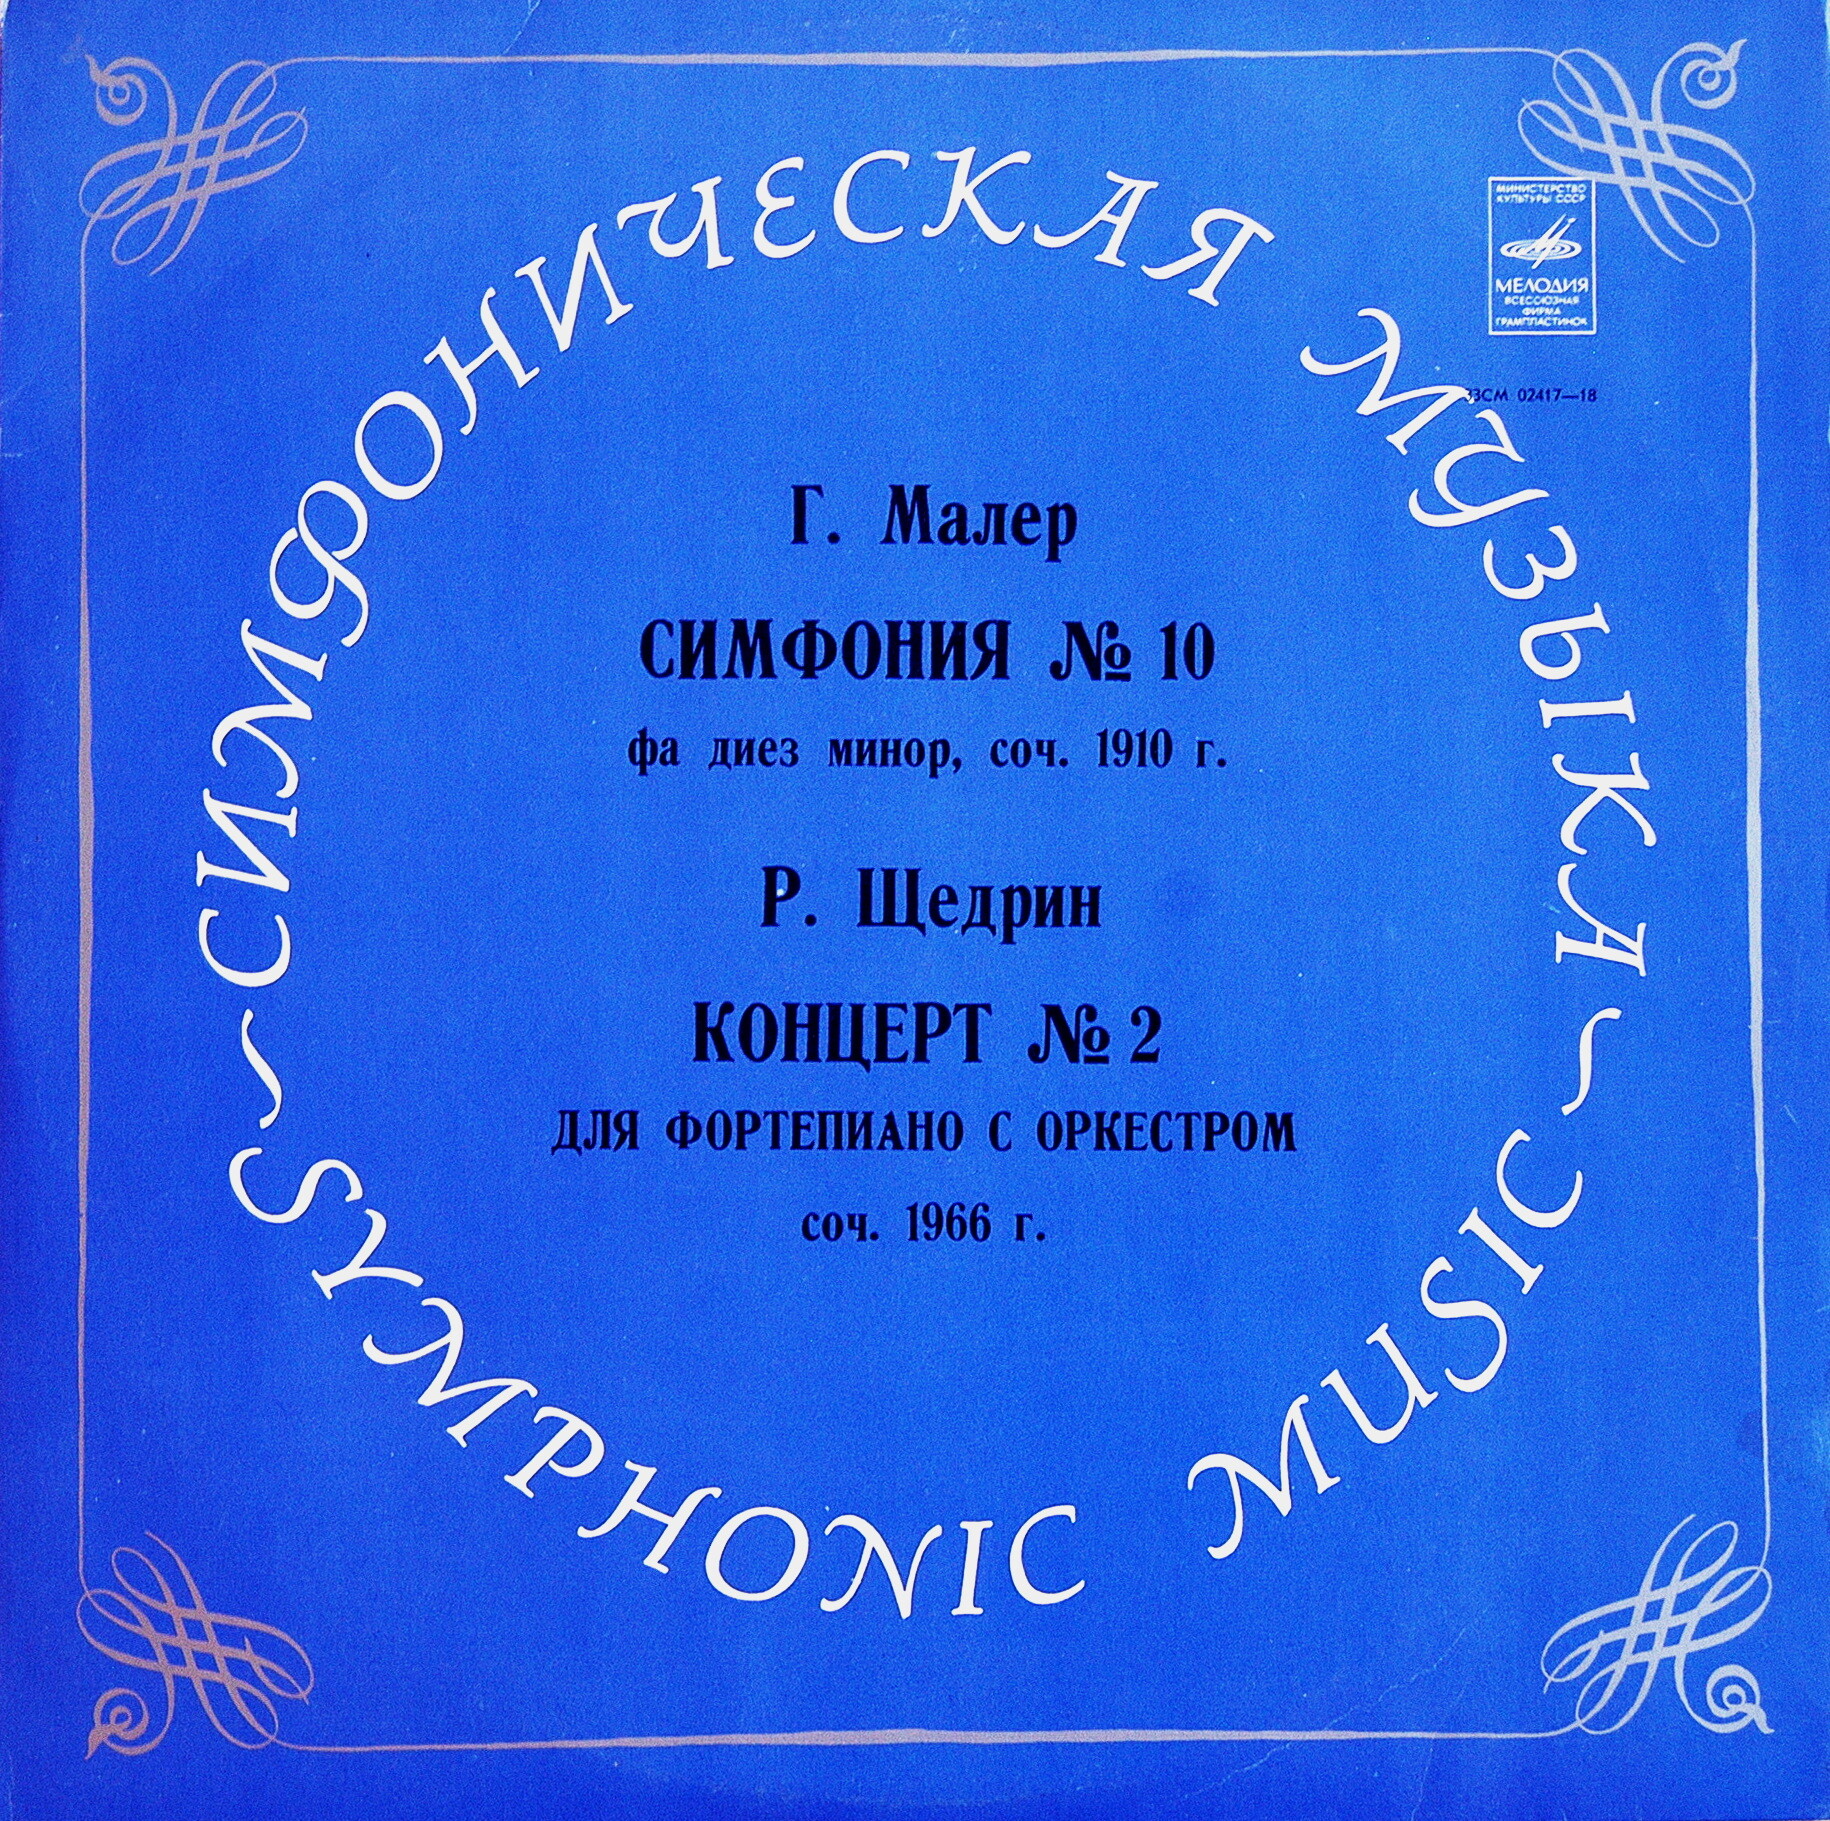 СИМФОНИЧЕСКАЯ МУЗЫКА
МИНИСТЕРСТВО
КУЛЬТУРЫ СССР
МЕЛОДИЯ
ВСЕСОЮЗНАЯ
ФИРМА
ГРАМПЛАСТИНОК
33СМ 02417—18
Г. Малер
СИМФОНИЯ № 10
фа диез минор, соч. 1910 г.
Р. Щедрин
КОНЦЕРТ № 2
ДЛЯ ФОРТЕПИАНО С ОРКЕСТРОМ
соч. 1966 г.
SYMPHONIC MUSIC